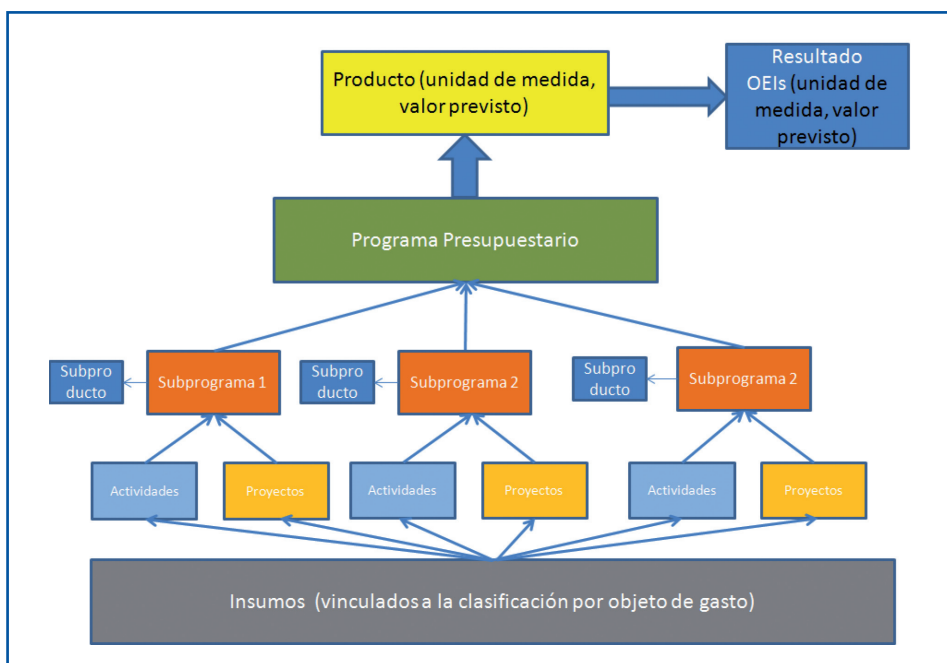 Producto (unidad de medida,
valor previsto)
Resultado
OEIs (unidad de
medida, valor
previsto)
Programa Presupuestario
Subpro
ducto
Subprograma 1
Subpro
ducto
Subprograma 2
Subpro
ducto
Subprograma 2
Actividades
Proyectos
Actividades
Proyectos
Actividades
Proyectos
Insumos (vinculados a la clasificación por objeto de gasto)